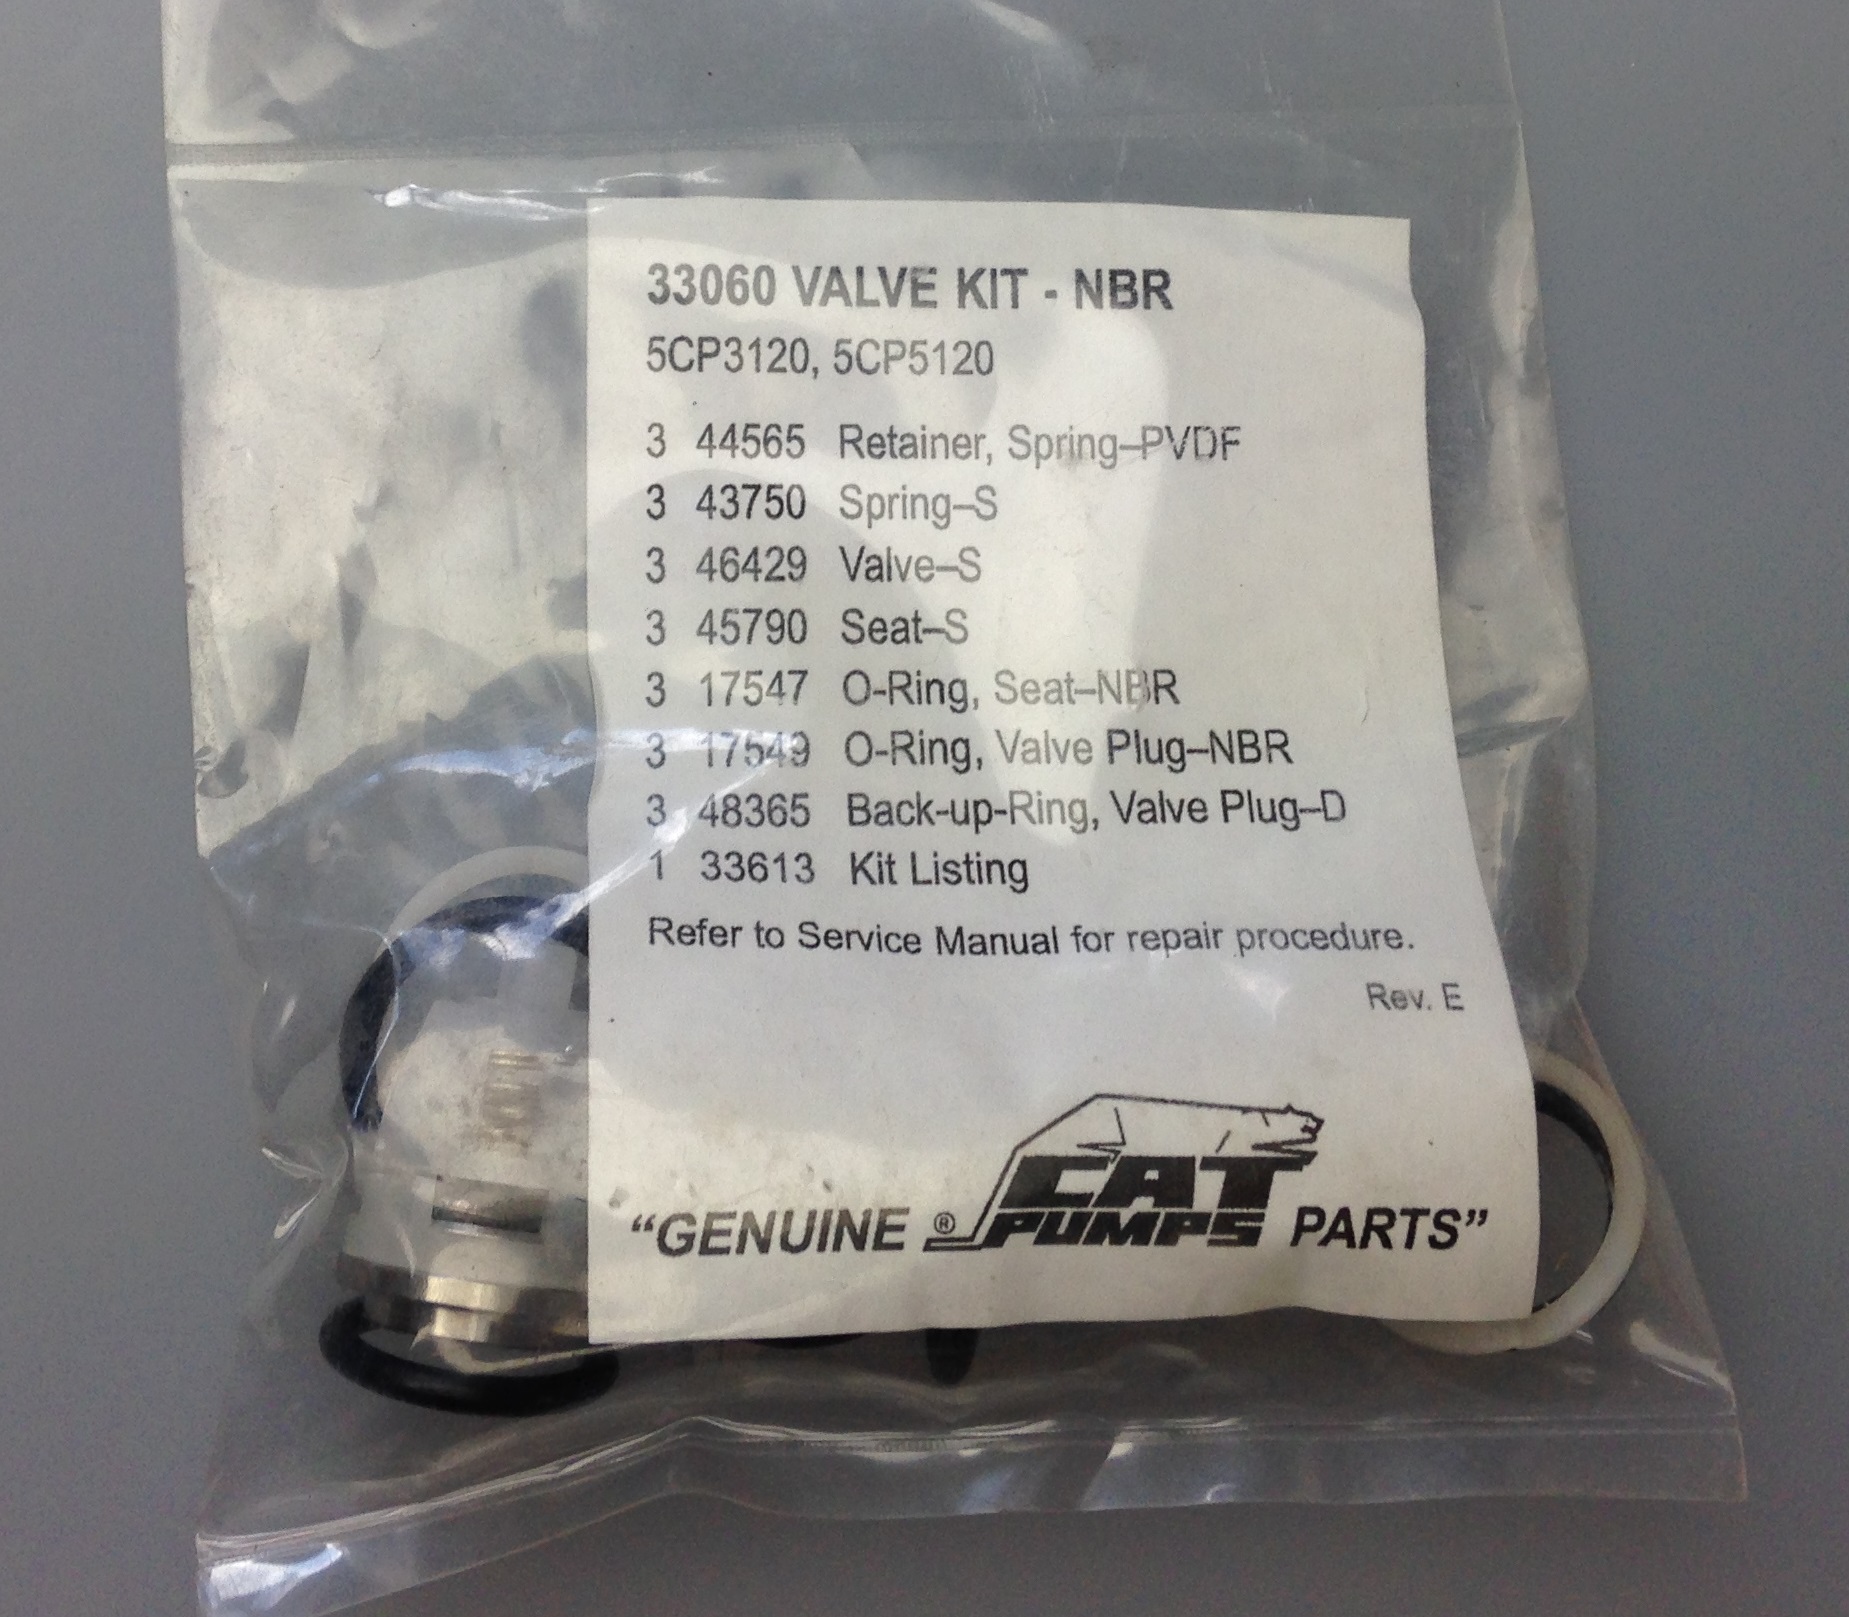 33060 VALVE KIT - NBR
5CP3120, 5CP5120
3 44565 Retainer, Spring–PVDF
3 43750 Spring–S
3 46429 Valve–S
3 45790 Seat–S
3 17547 O-Ring, Seat–NBR
3 17549 O-Ring, Valve Plug–NBR
3 48365 Back-up-Ring, Valve Plug–D
1 33613 Kit Listing
Refer to Service Manual for repair procedure.
Rev. E
“GENUINE ® CAT PUMPS PARTS”